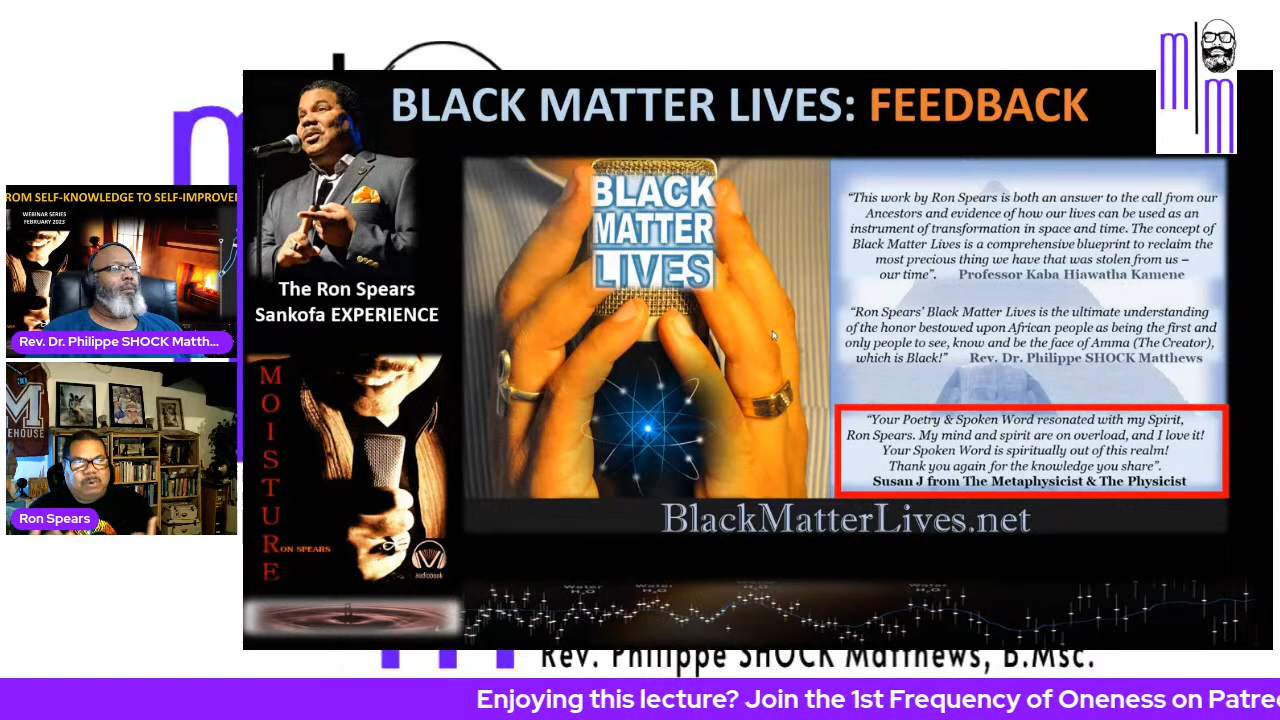 m
m
BLACK MATTER LIVES: FEEDBACK
ROM SELF-KNOWLEDGE TO SELF-IMPROVE
WEBINAR SERIES
FEBRUARY 2023
Rev. Dr. Philippe SHOCK Matth...
M
EHOUSE
Ron Spears
The Ron Spears
Sankofa EXPERIENCE
MOISTURE
RON SPEARS
audiobook
BLACK
MATTER
LIVES
“This work by Ron Spears is both an answer to the call from our
Ancestors and evidence of how our lives can be used as an
instrument of transformation in space and time. The concept of
Black Matter Lives is a comprehensive blueprint to reclaim the
most precious thing we have that was stolen from us –
our time”. Professor Kaba Hiawatha Kamene
“Ron Spears’ Black Matter Lives is the ultimate understanding
of the honor bestowed upon African people as being the first and
only people to see, know and be the face of Amma (The Creator),
which is Black!” Rev. Dr. Philippe SHOCK Matthews
“Your Poetry & Spoken Word resonated with my Spirit,
Ron Spears. My mind and spirit are on overload, and I love it!
Your Spoken Word is spiritually out of this realm!
Thank you again for the knowledge you share”.
Susan J from The Metaphysicist & The Physicist
BlackMatterLives.net
Water
H₂O
Water
H₂O
Water
H₂O
Rev. Philippe SHOCK Matthews, B.Msc.
Enjoying this lecture? Join the 1st Frequency of Oneness on Patre